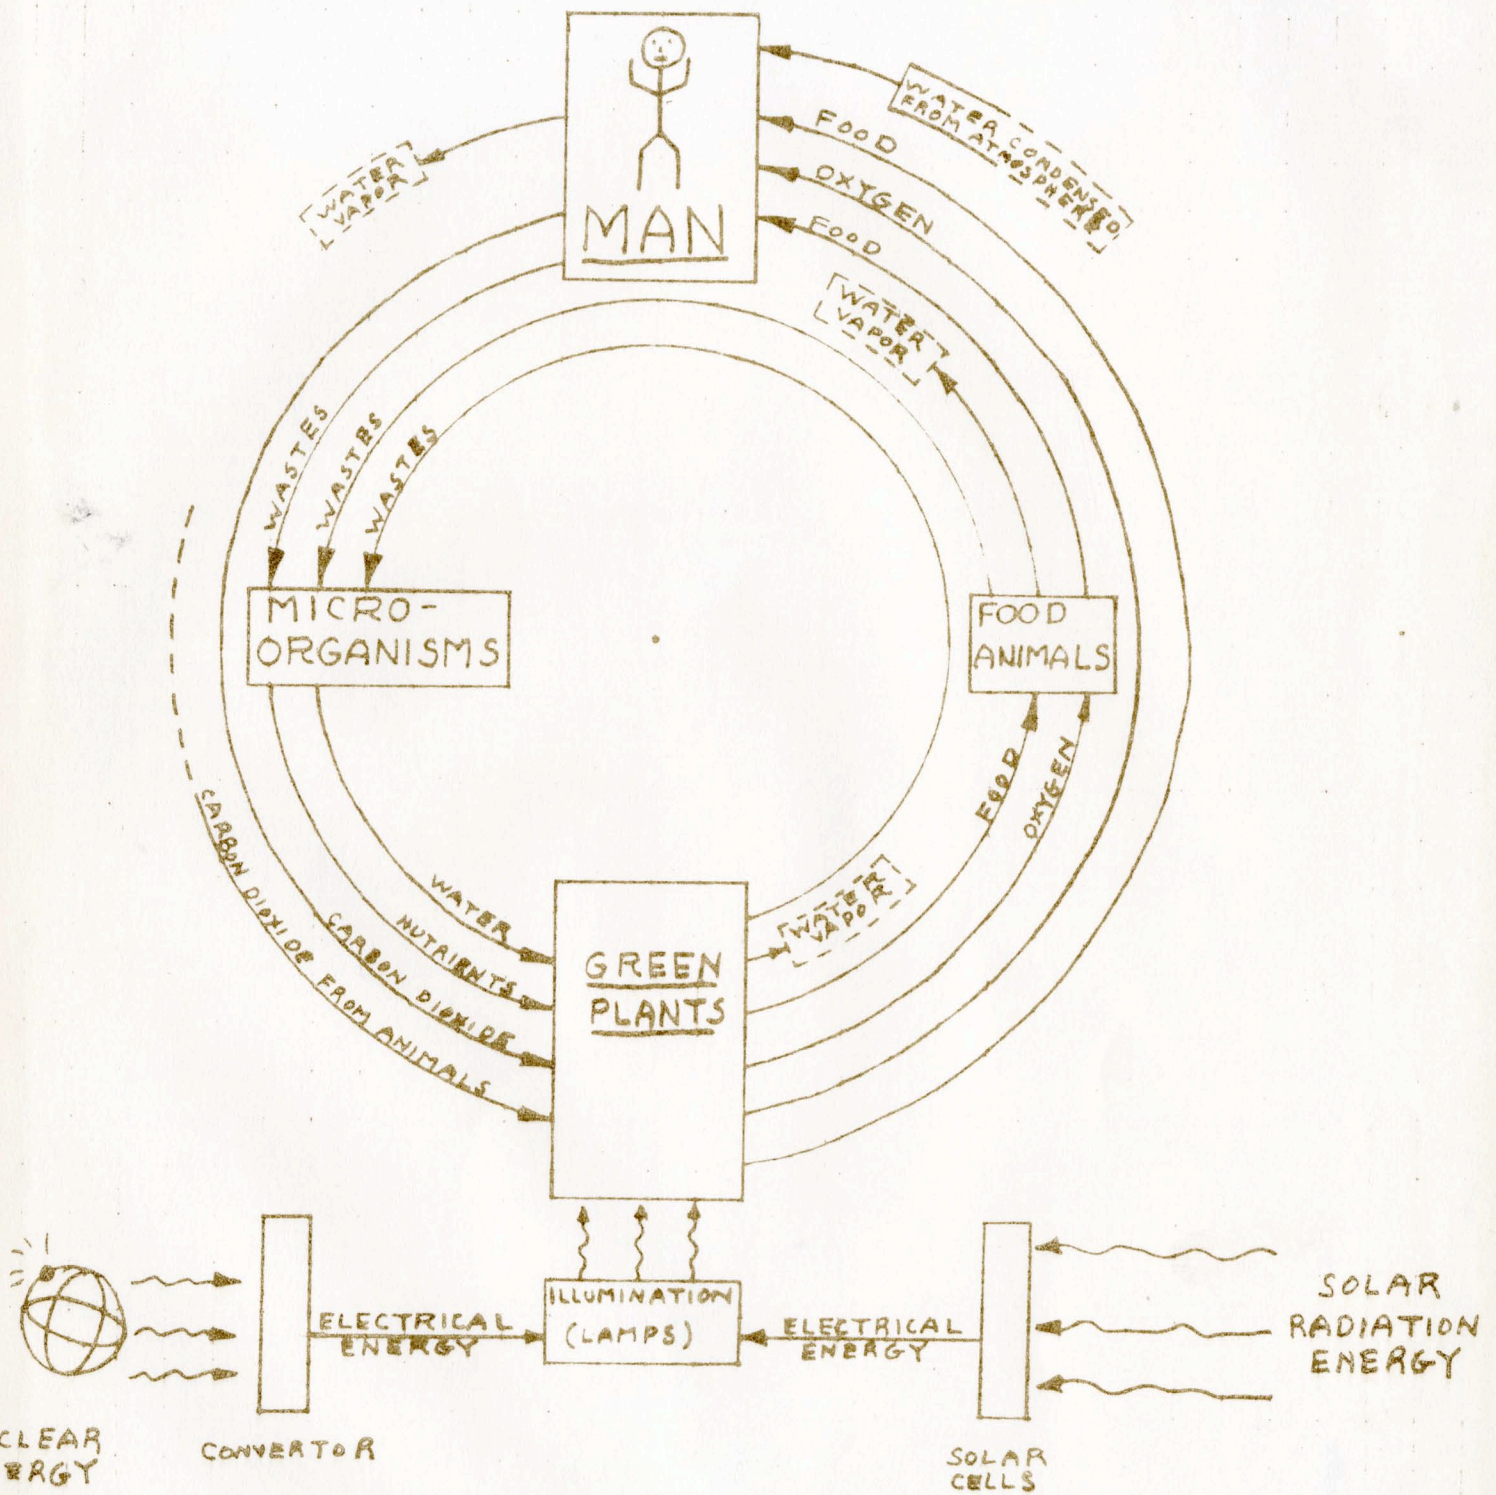 WATER CONDENSED
FROM ATMOSPHERE
FOOD
OXYGEN
FOOD
WATER
VAPOR
MAN
WATER
VAPOR
WASTES
WASTES
WASTES
MICRO-
ORGANISMS
FOOD
ANIMALS
FOOD
OXYGEN
WATER
VAPOR
WATER
NUTRIENTS
CARBON DIOXIDE
CARBON DIOXIDE FROM ANIMALS
GREEN
PLANTS
ILLUMINATION
(LAMPS)
ELECTRICAL
ENERGY
ELECTRICAL
ENERGY
SOLAR
RADIATION
ENERGY
CLEAR
ERGY
CONVERTOR
SOLAR
CELLS